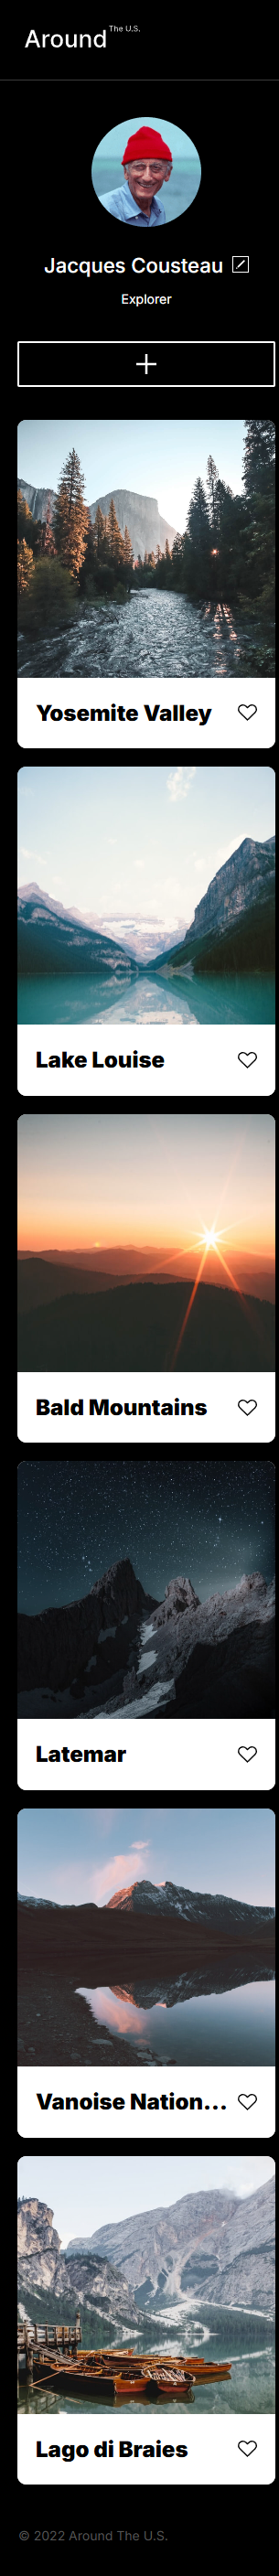 Around The U.S.
Jacques Cousteau
Explorer
Yosemite Valley
Lake Louise
Bald Mountains
Latemar
Vanoise Nation...
Lago di Braies
© 2022 Around The U.S.